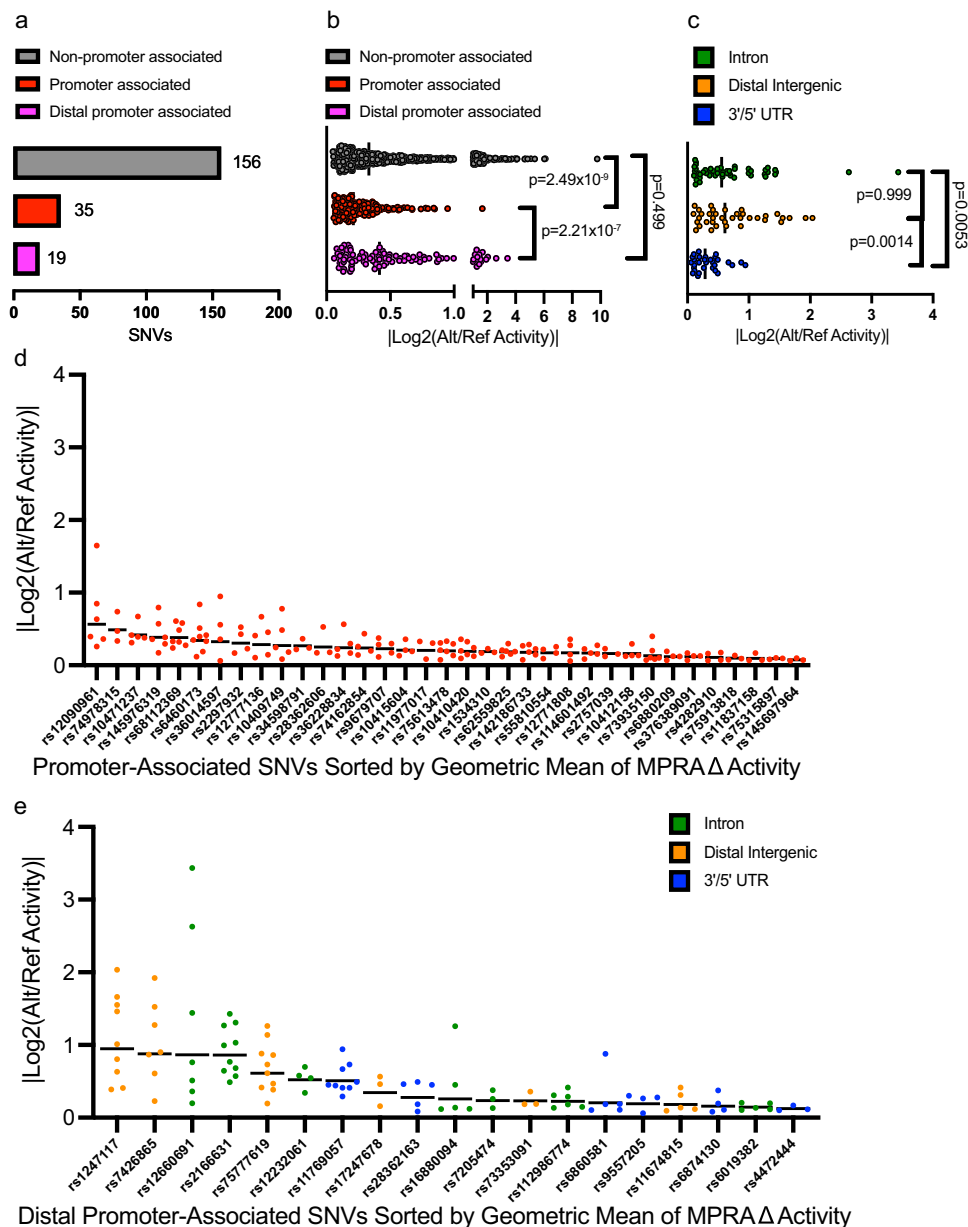 a
Non-promoter associated
Promoter associated
Distal promoter associated
156
35
19
0 50 100 150 200
SNVs
b
Non-promoter associated
Promoter associated
Distal promoter associated
p=2.49x10-9
p=2.21x10-7
p=0.499
0.0 0.5 1.0 2 4 6 8 10
|Log2(Alt/Ref Activity)|
c
Intron
Distal Intergenic
3'/5' UTR
p=0.999
p=0.0014
p=0.0053
0 1 2 3 4
|Log2(Alt/Ref Activity)|
d
|Log2(Alt/Ref Activity)|
4
3
2
1
0
rs12090961
rs74978315
rs10471237
rs145976319
rs68112369
rs6460173
rs36014597
rs2297932
rs12777136
rs10409749
rs34598791
rs28362606
rs36228834
rs74162854
rs9679707
rs10415604
rs11977017
rs75613478
rs10410420
rs1534310
rs62559825
rs142186733
rs55810554
rs12771808
rs114601492
rs2757039
rs10412158
rs73935150
rs6880209
rs376389091
rs4282910
rs75913818
rs11837158
rs75315897
rs145697964
Promoter-Associated SNVs Sorted by Geometric Mean of MPRA Δ Activity
e
|Log2(Alt/Ref Activity)|
4
3
2
1
0
Intron
Distal Intergenic
3'/5' UTR
rs1247117
rs7426865
rs12660691
rs2166631
rs75777619
rs12232061
rs11769057
rs17247678
rs28362163
rs16880094
rs7205474
rs73353091
rs112986774
rs6860581
rs9557205
rs11674815
rs6874130
rs6019382
rs4472444
Distal Promoter-Associated SNVs Sorted by Geometric Mean of MPRA Δ Activity